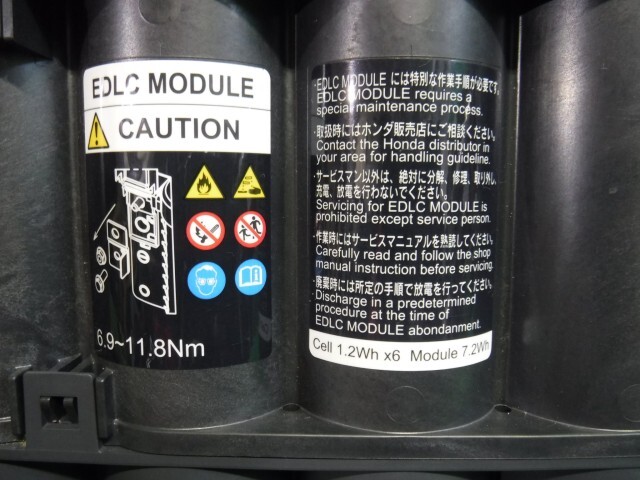 EDLC MODULE
CAUTION
6.9~11.8Nm
・EDLC MODULE には特別な作業手順が必要です。
EDLC MODULE requires a
special maintenance process.
・取扱時にはホンダ販売店にご相談ください。
Contact the Honda distributor in
your area for handling guideline.
・サービスマン以外は、絶対に分解、修理、取り外し、
充電、放電を行わないでください。
Servicing for EDLC MODULE is
prohibited except service person.
・作業時にはサービスマニュアルを熟読してください。
Carefully read and follow the shop
manual instruction before servicing.
・廃棄時には所定の手順で放電を行ってください。
Discharge in a predetermined
procedure at the time of
EDLC MODULE abondanment.
Cell 1.2Wh x6 Module 7.2Wh